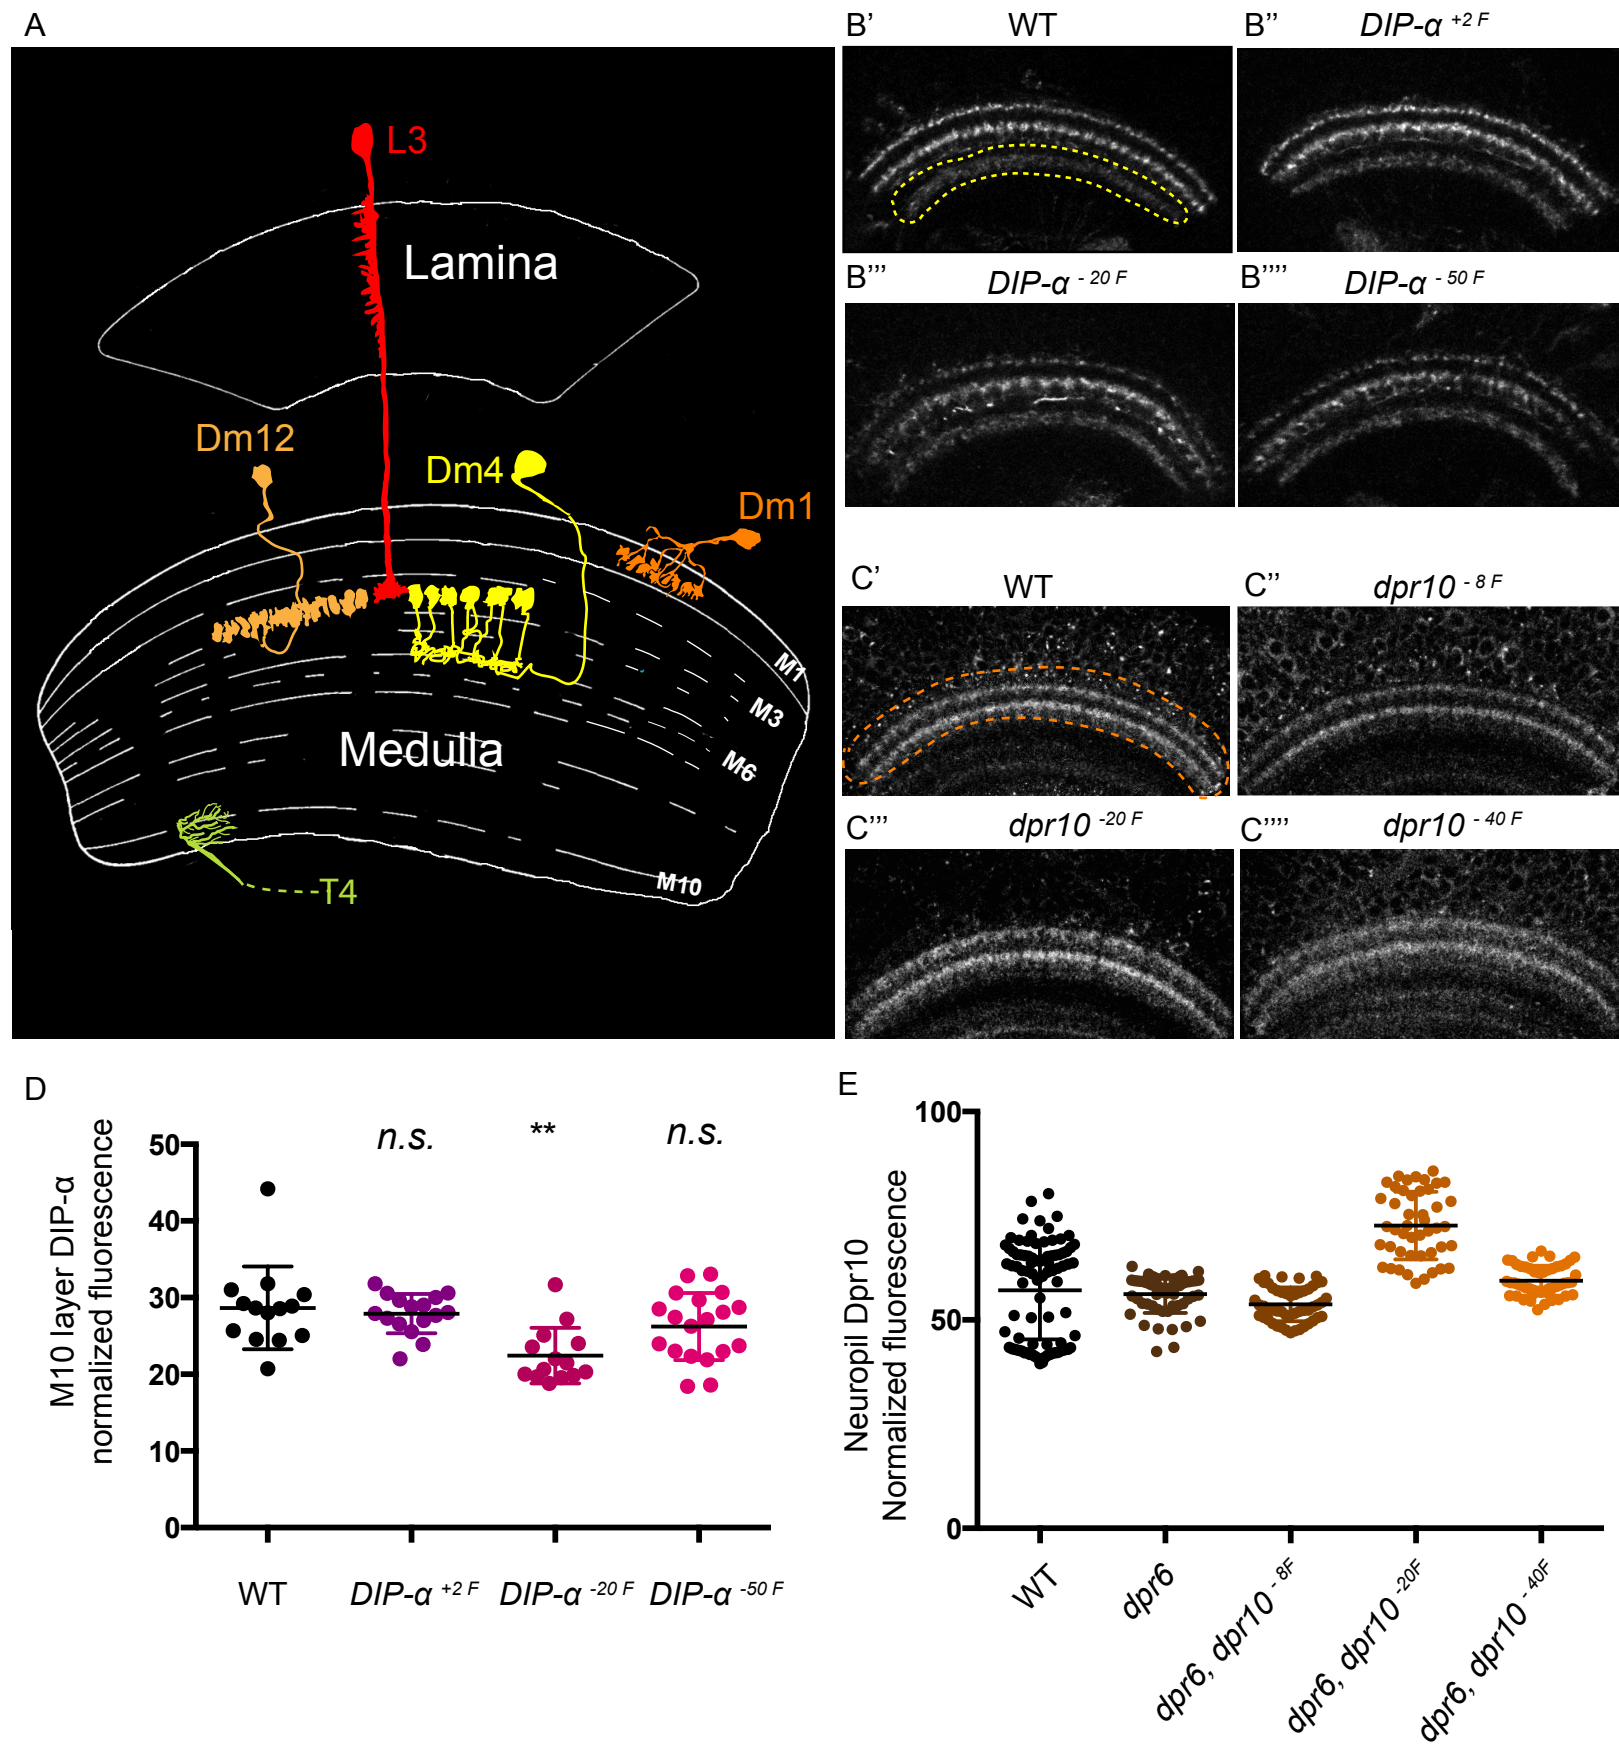 A
L3
Lamina
Dm12
Dm4
Dm1
M1
M3
M6
Medulla
M10
T4
B’ WT
B’’ DIP-α +2 F
B’’’ DIP-α - 20 F
B’’’’ DIP-α - 50 F
C’ WT
C’’ dpr10 - 8 F
C’’’ dpr10 -20 F
C’’’’ dpr10 - 40 F
D
M10 layer DIP-α
normalized fluorescence
50
40
30
20
10
0
n.s.
**
n.s.
WT
DIP-α +2 F
DIP-α -20 F
DIP-α -50 F
E
Neuropil Dpr10
Normalized fluorescence
100
50
0
WT
dpr6
dpr6, dpr10 - 8F
dpr6, dpr10 -20F
dpr6, dpr10 - 40F